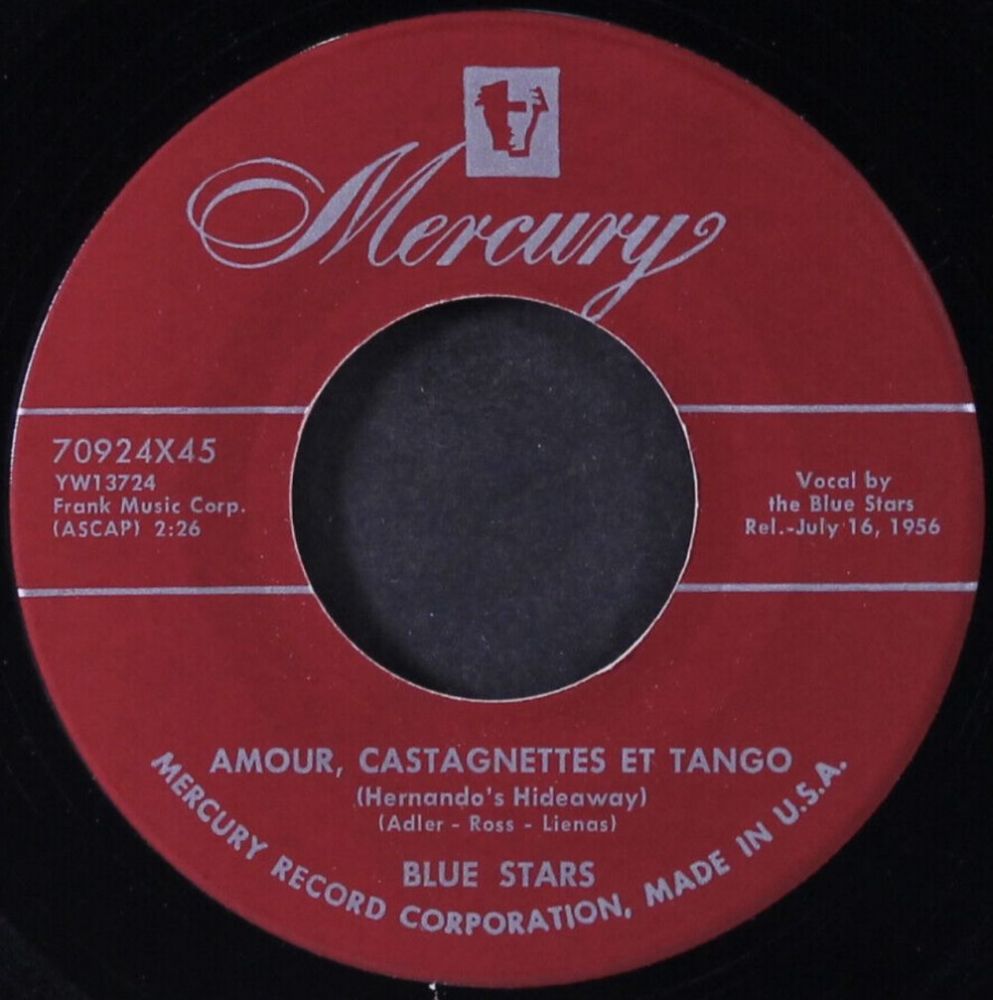 Mercury
70924X45
YW13724
Frank Music Corp.
(ASCAP) 2:26
Vocal by
the Blue Stars
Rel.-July 16, 1956
AMOUR, CASTAGNETTES ET TANGO
(Hernando's Hideaway)
(Adler - Ross - Lienas)
BLUE STARS
MERCURY RECORD CORPORATION, MADE IN U.S.A.